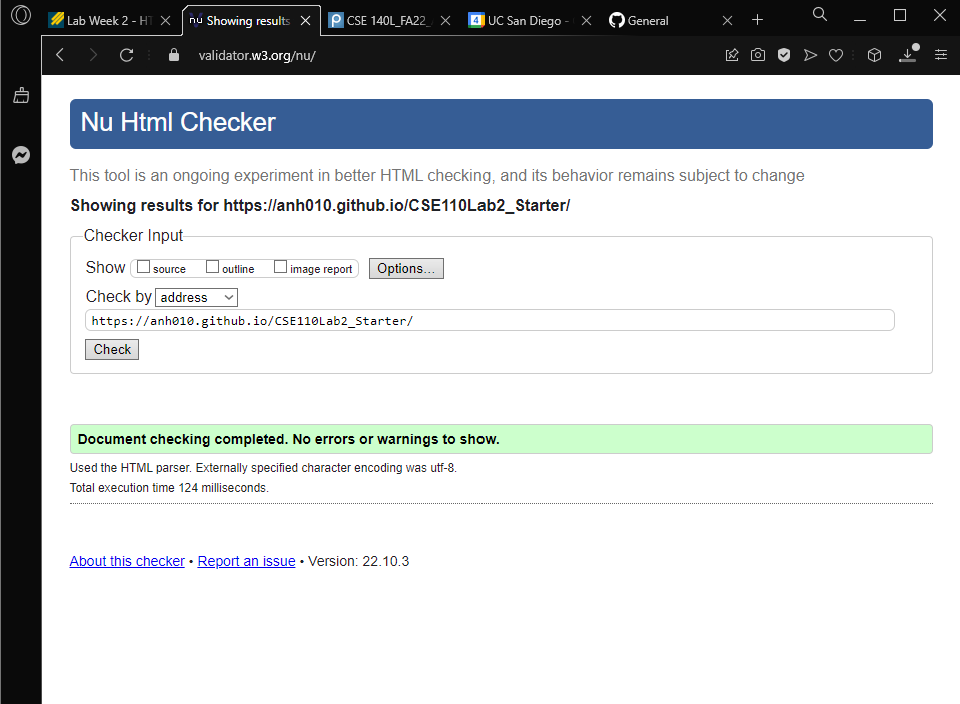 Lab Week 2 - HT
nu Showing results
CSE 140L_FA22_
4 UC San Diego -
General
validator.w3.org/nu/
Nu Html Checker
This tool is an ongoing experiment in better HTML checking, and its behavior remains subject to change
Showing results for https://anh010.github.io/CSE110Lab2_Starter/
Checker Input
Show source outline image report Options...
Check by address
https://anh010.github.io/CSE110Lab2_Starter/
Check
Document checking completed. No errors or warnings to show.
Used the HTML parser. Externally specified character encoding was utf-8.
Total execution time 124 milliseconds.
About this checker • Report an issue • Version: 22.10.3